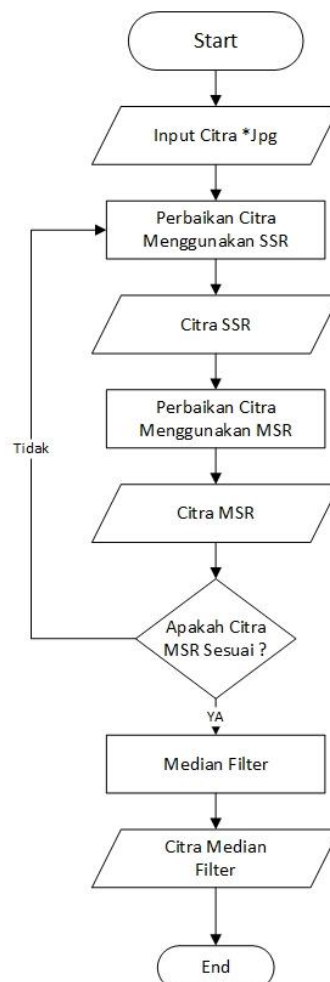 Start
Input Citra *Jpg
Perbaikan Citra
Menggunakan SSR
Citra SSR
Perbaikan Citra
Menggunakan MSR
Tidak
Citra MSR
Apakah Citra
MSR Sesuai ?
YA
Median Filter
Citra Median
Filter
End